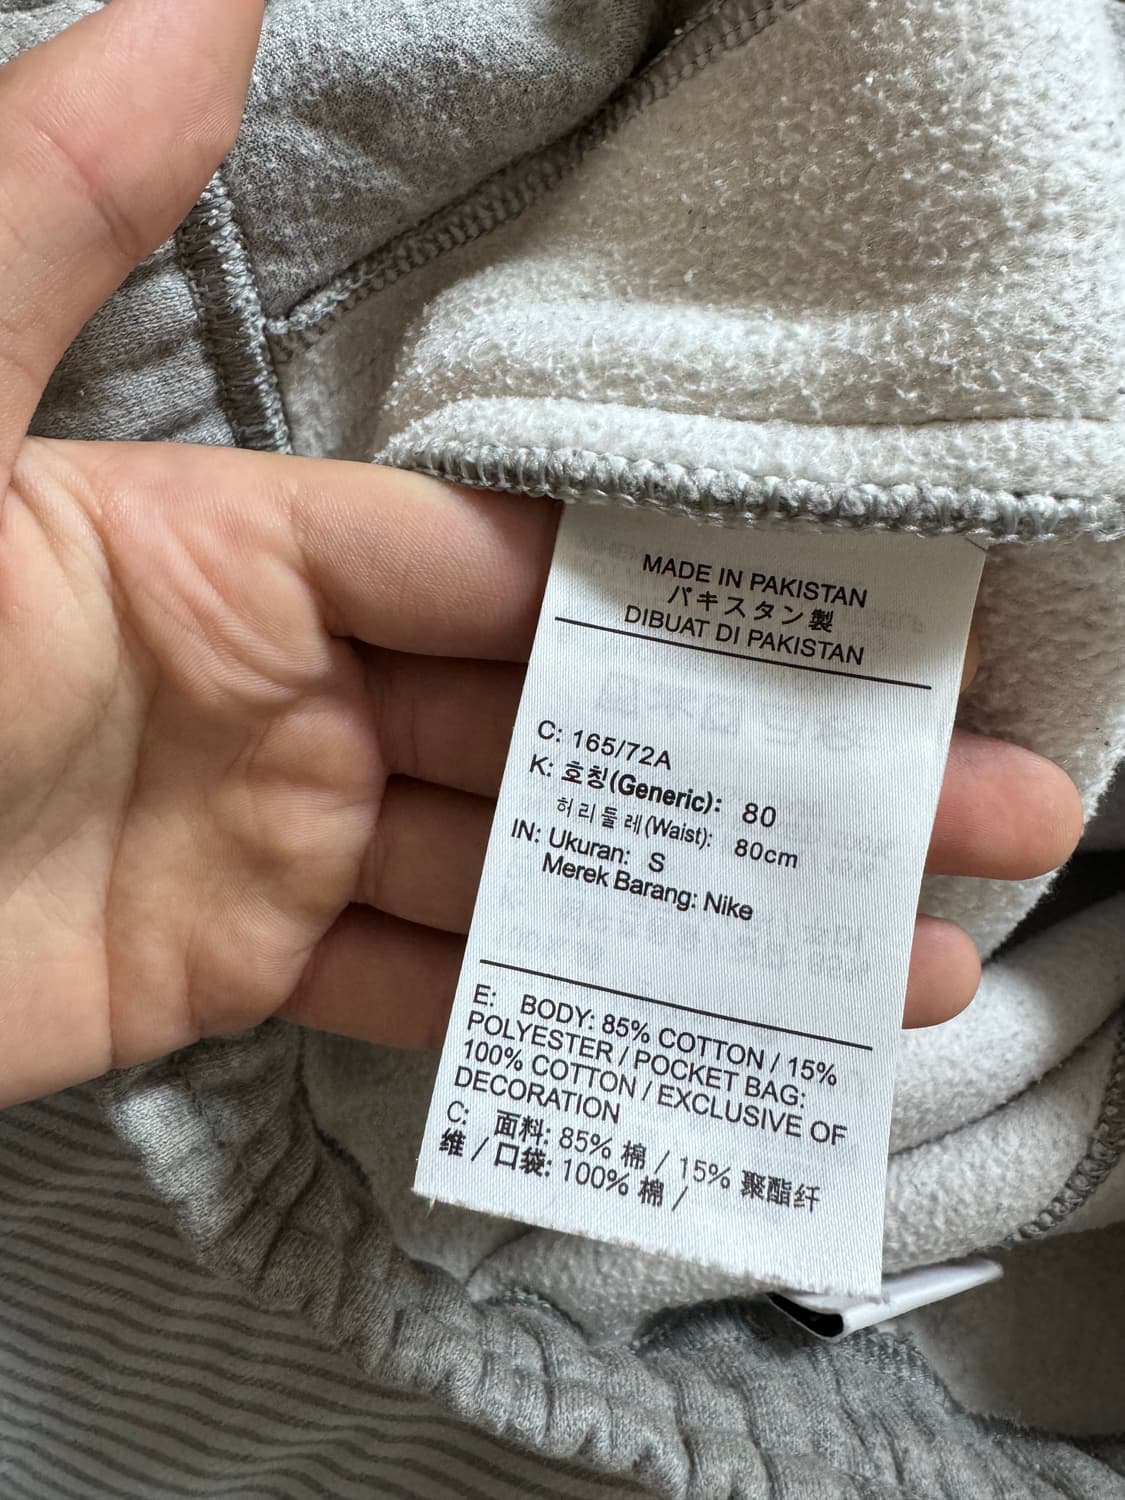 MADE IN PAKISTAN
パキスタン製
DIBUAT DI PAKISTAN
C: 165/72A
K: 호칭(Generic): 80
허리둘레(Waist): 80cm
IN: Ukuran: S
Merek Barang: Nike
E: BODY: 85% COTTON / 15%
POLYESTER / POCKET BAG:
100% COTTON / EXCLUSIVE OF
DECORATION
C: 面料: 85% 棉 / 15% 聚酯纤
维 / 口袋: 100% 棉 /